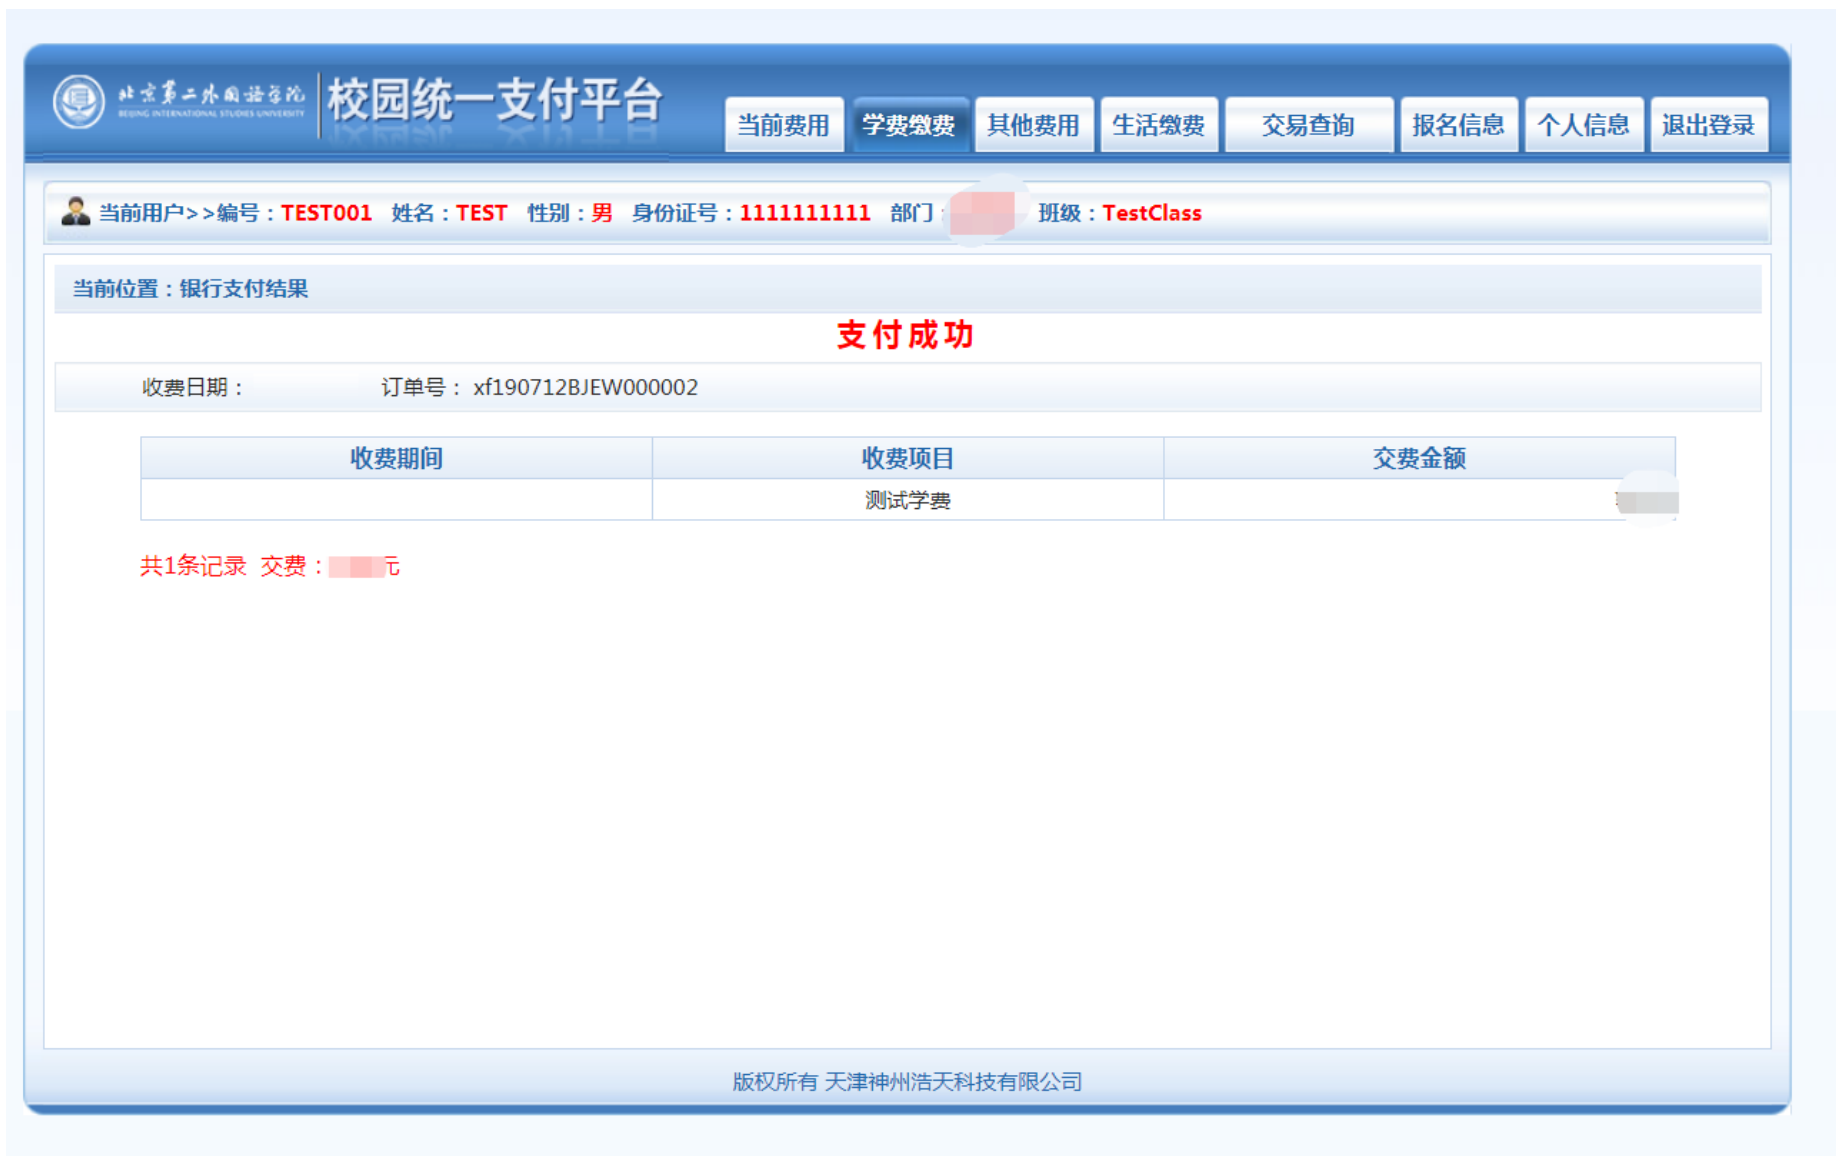 北京第二外国语学院 校园统一支付平台
BEIJING INTERNATIONAL STUDIES UNIVERSITY
当前费用 学费缴费 其他费用 生活缴费 交易查询 报名信息 个人信息 退出登录
当前用户>>编号：TEST001 姓名：TEST 性别：男 身份证号：1111111111 部门： 班级：TestClass
当前位置：银行支付结果
支付成功
收费日期： 订单号： xf190712BJEW000002
收费期间 收费项目 交费金额
测试学费
共1条记录 交费： 元
版权所有 天津神州浩天科技有限公司